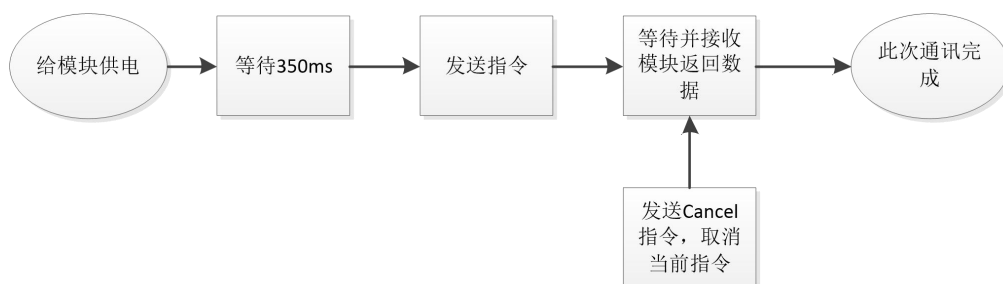 给模块供电
等待350ms
发送指令
等待并接收
模块返回数
据
此次通讯完
成
发送Cancel
指令，取消
当前指令